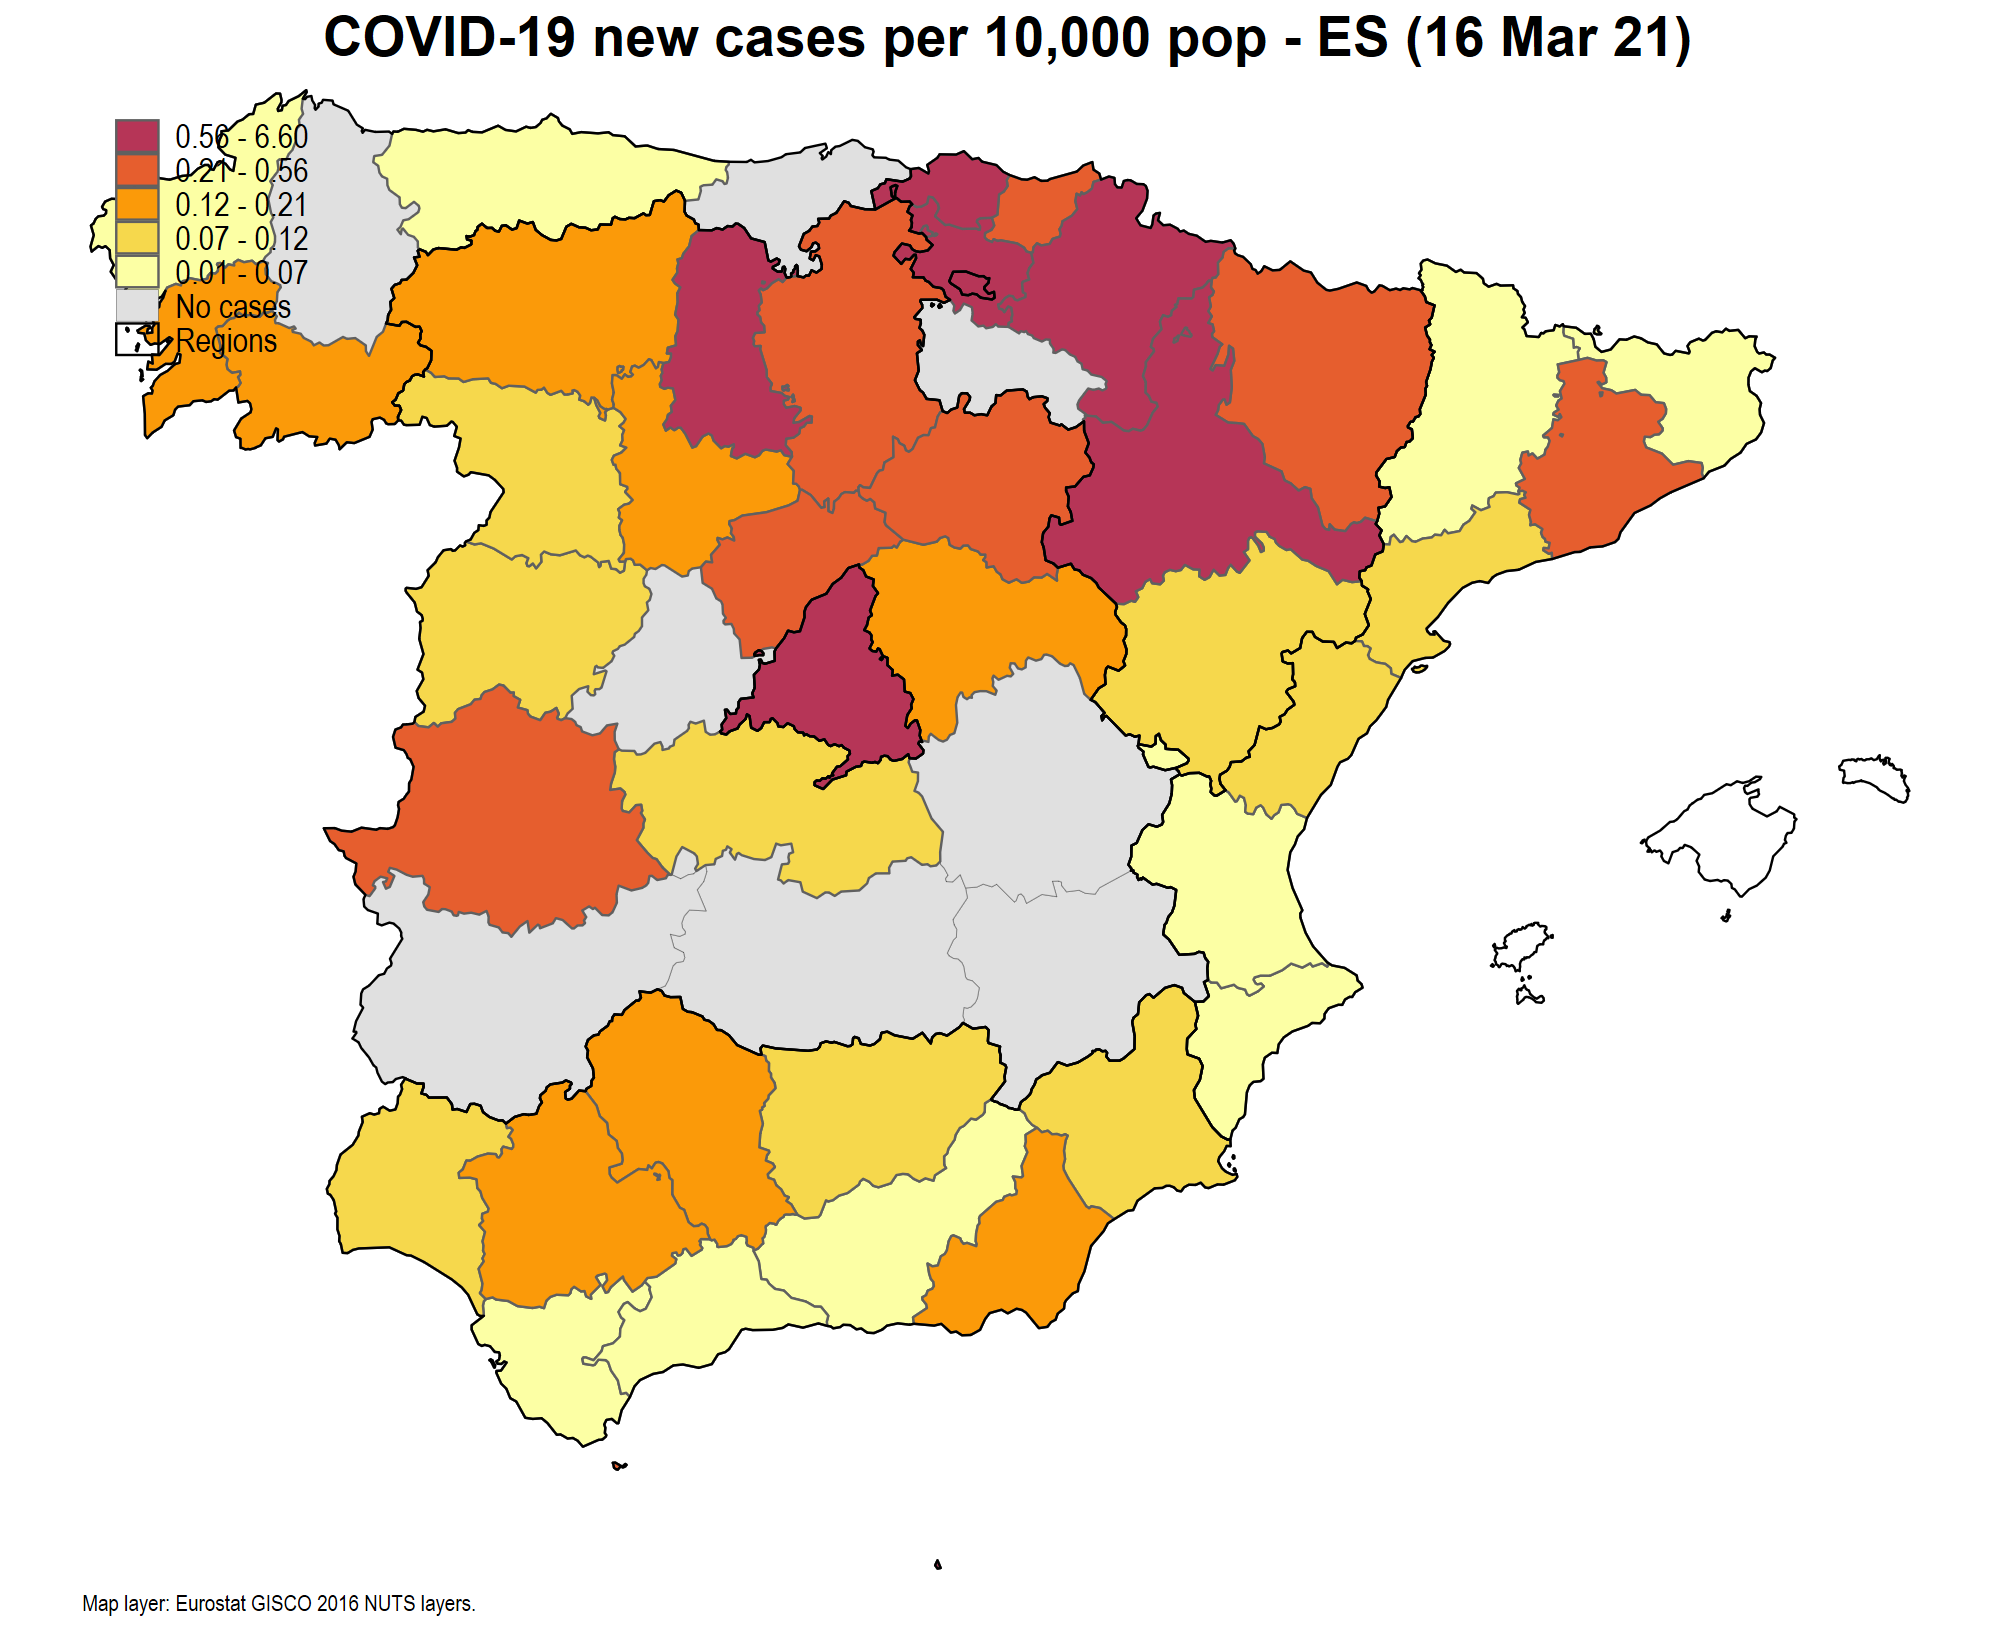 COVID-19 new cases per 10,000 pop - ES (16 Mar 21)
0.56 - 6.60
0.21 - 0.56
0.12 - 0.21
0.07 - 0.12
0.01 - 0.07
No cases
Regions
Map layer: Eurostat GISCO 2016 NUTS layers.